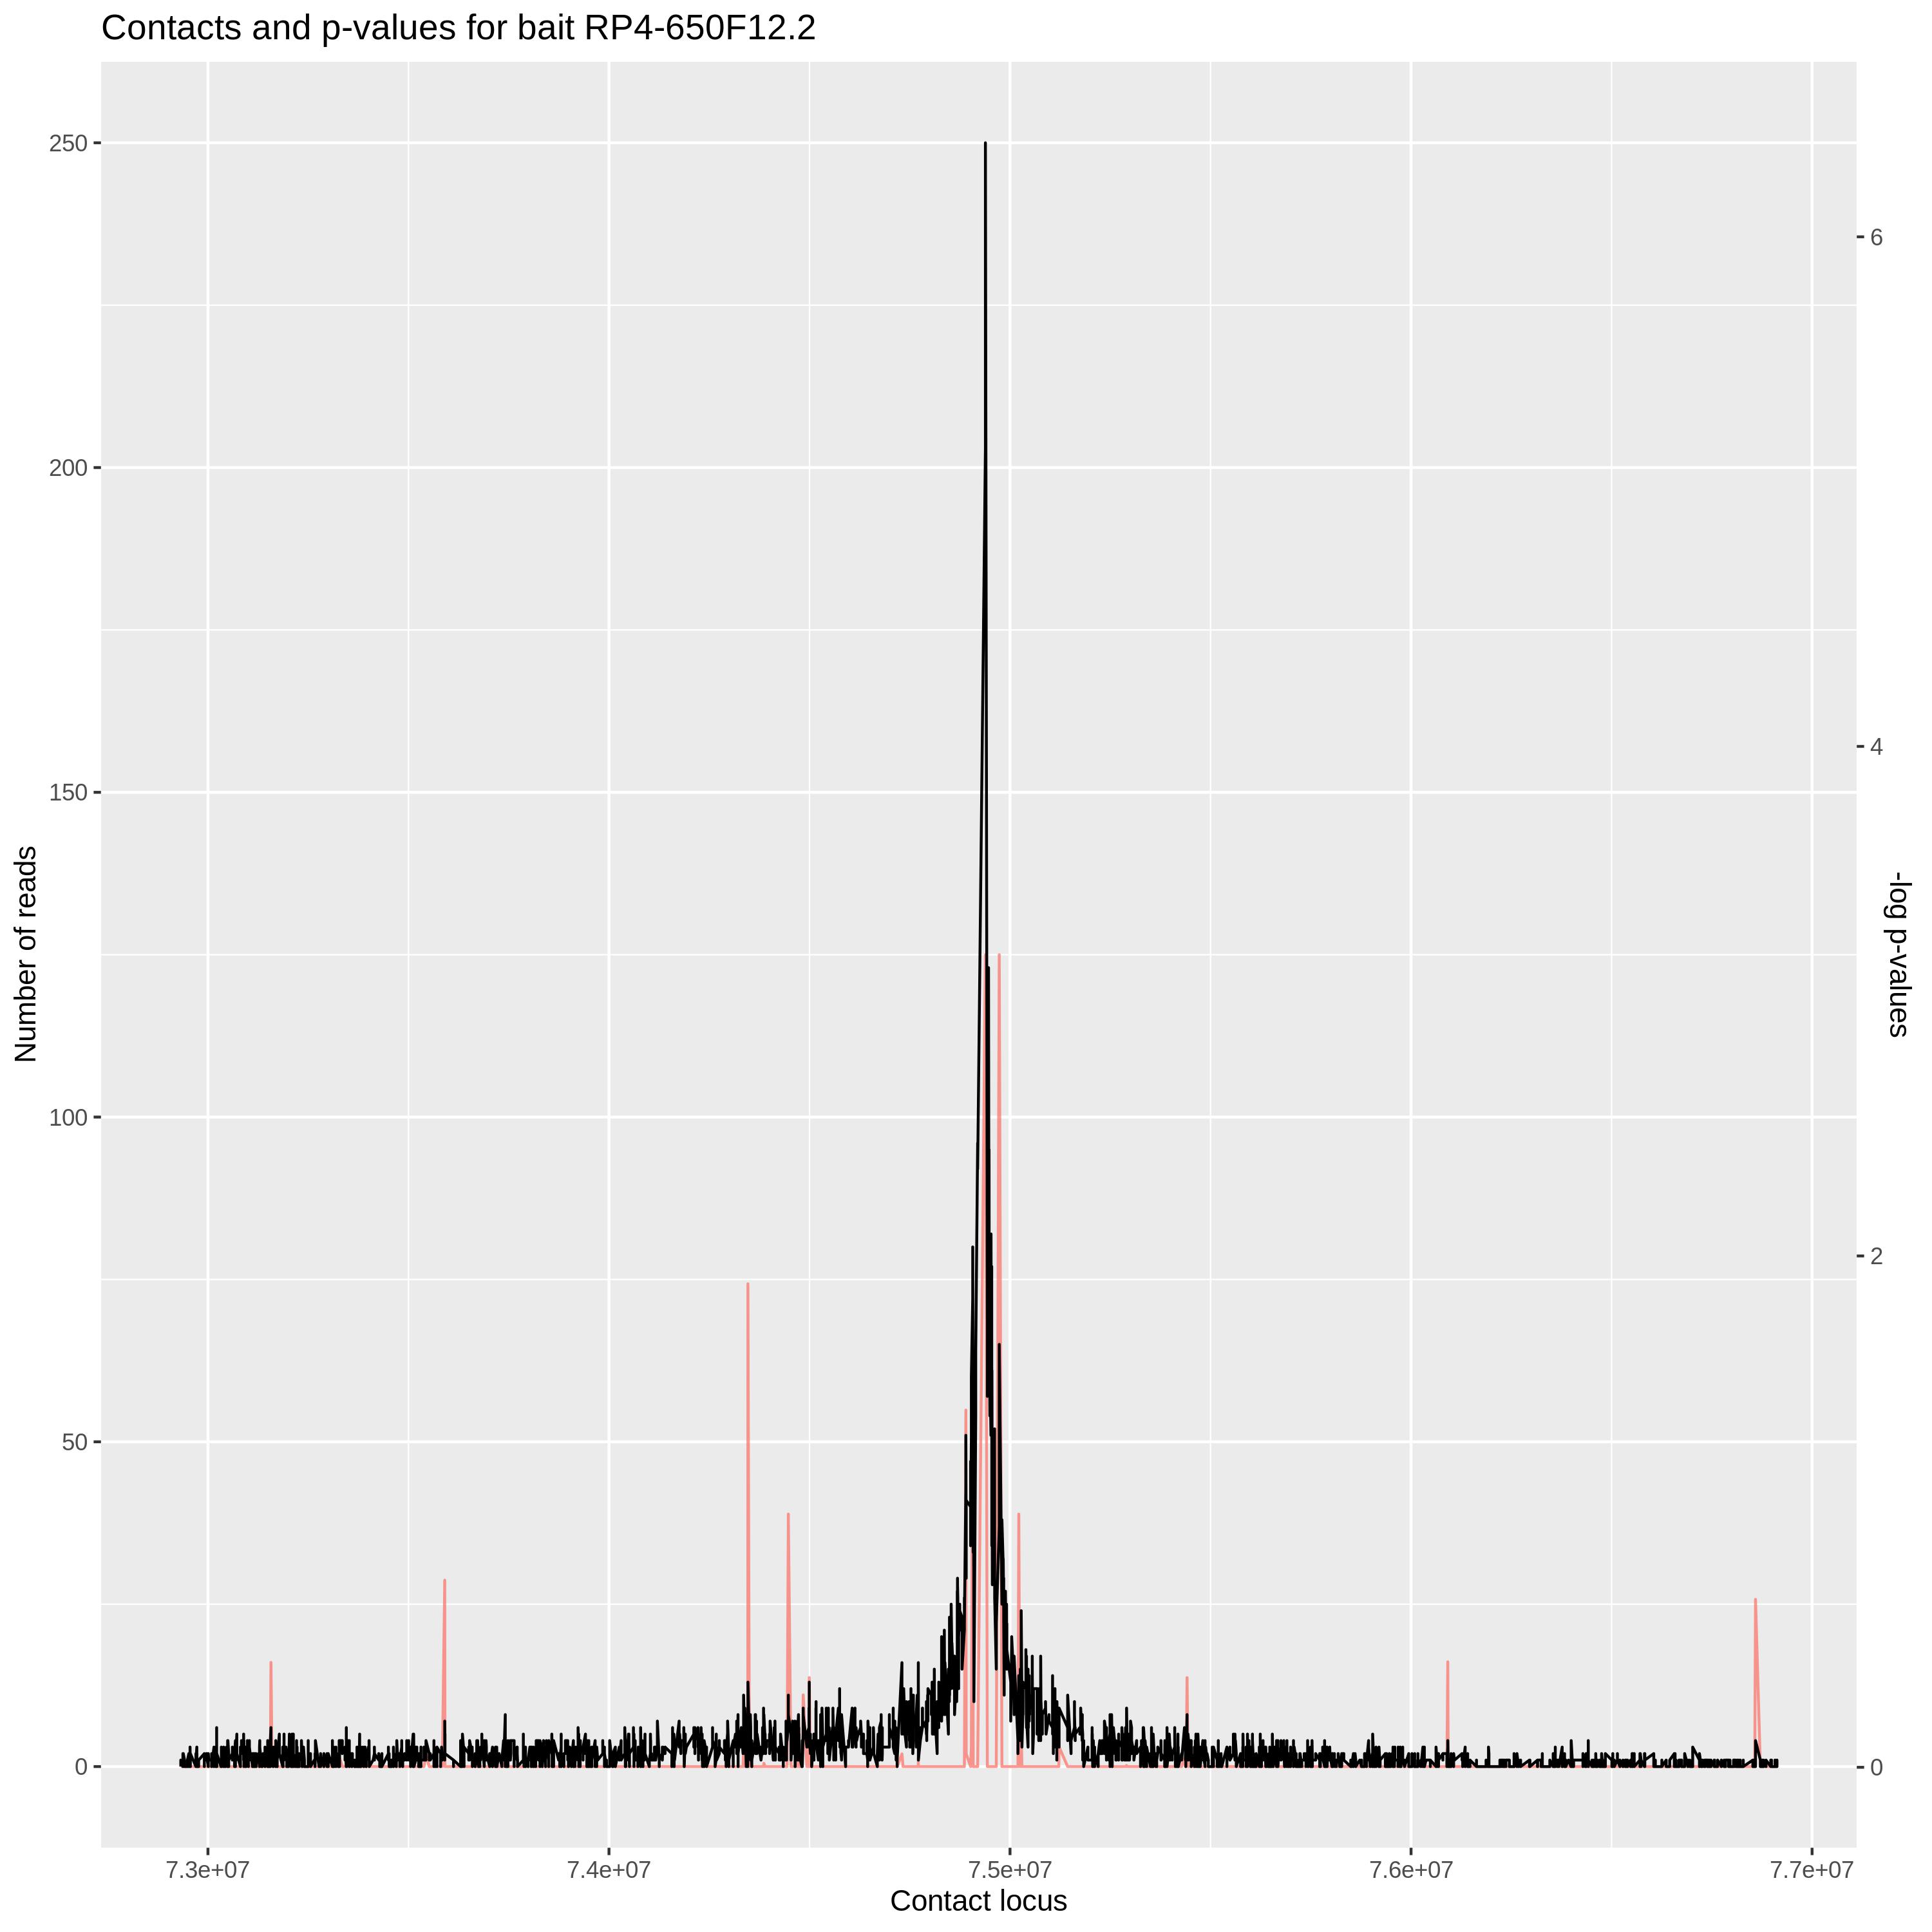 Contacts and p-values for bait RP4-650F12.2
250
200
150
100
50
0
Number of reads
6
4
2
0
-log p-values
7.3e+07
7.4e+07
7.5e+07
7.6e+07
7.7e+07
Contact locus